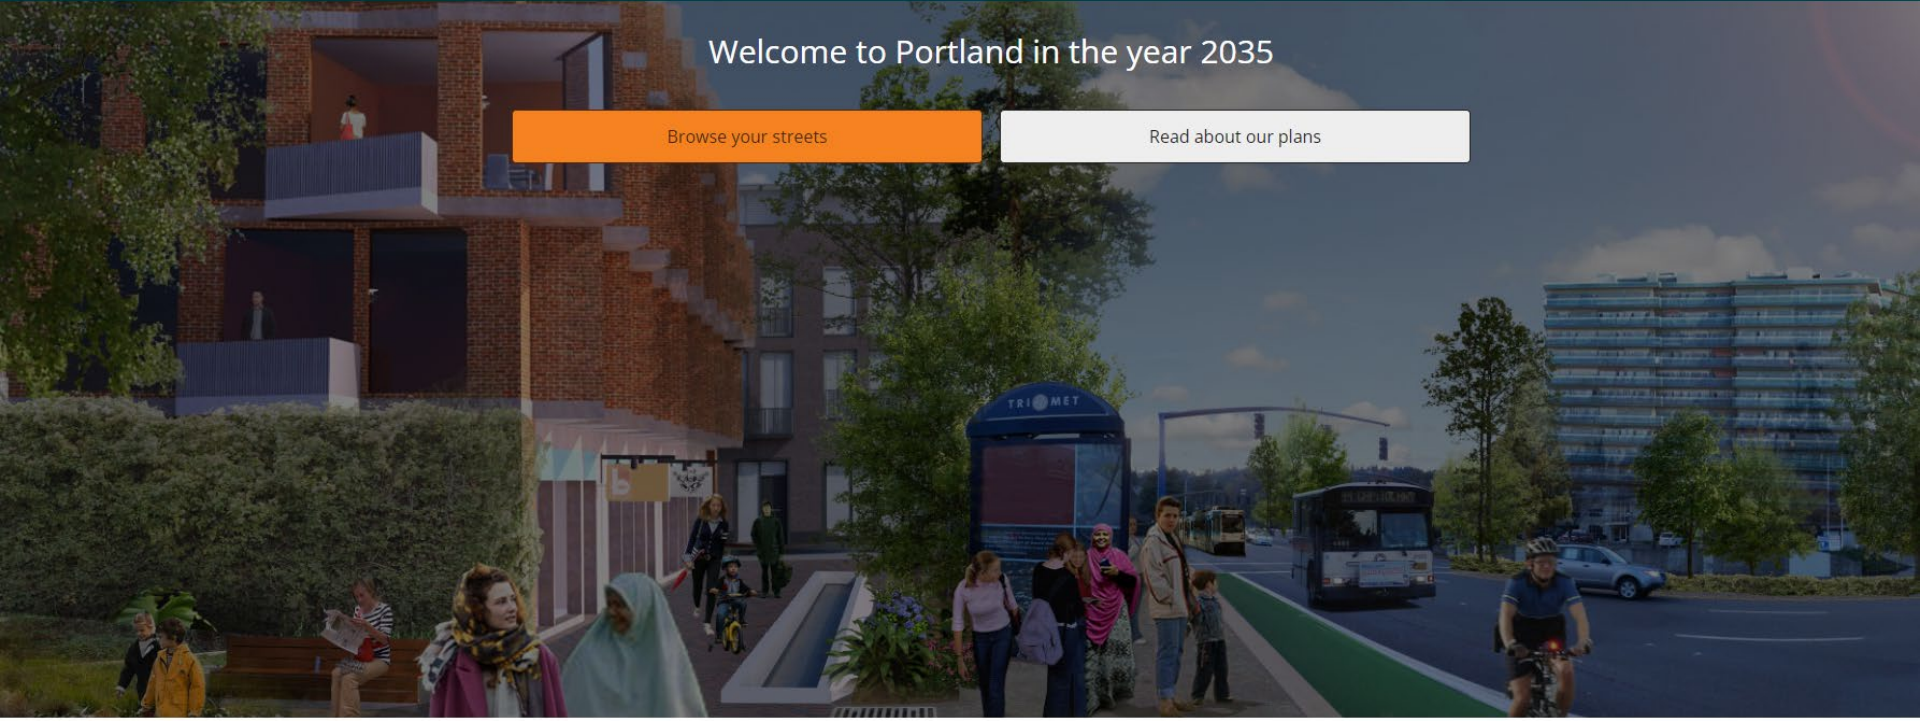 Welcome to Portland in the year 2035
Browse your streets
Read about our plans
TRI MET
b